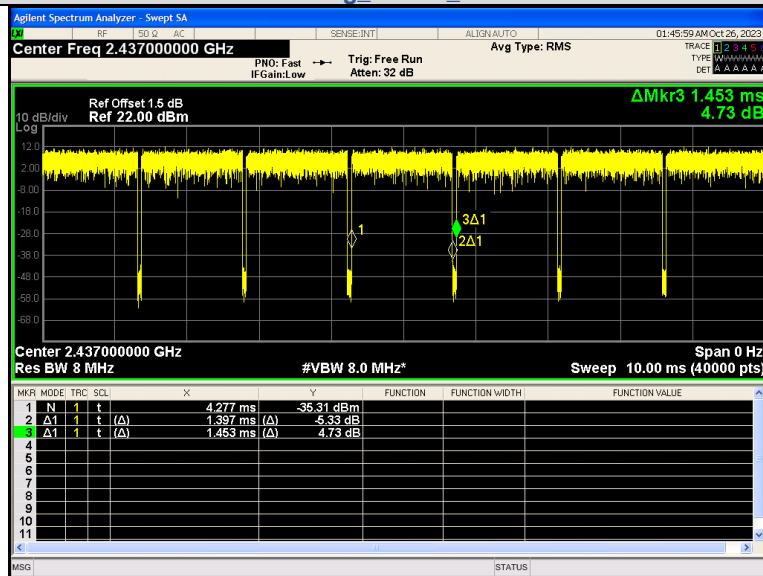 Agilent Spectrum Analyzer - Swept SA
LXI RF 50 Ω AC SENSE:INT ALIGN AUTO 01:45:59 AM Oct 26, 2023
Center Freq 2.437000000 GHz
PNO: Fast
IFGain:Low
Trig: Free Run
Atten: 32 dB
Avg Type: RMS
TRACE 1 2 3 4 5
TYPE
DET A A A A A
ΔMkr3 1.453 ms
4.73 dB
Ref Offset 1.5 dB
10 dB/div Ref 22.00 dBm
Log
12.0
2.00
-8.00
-18.0
-28.0
-38.0
-48.0
-58.0
-68.0
1
3Δ1
2Δ1
Center 2.437000000 GHz Span 0 Hz
Res BW 8 MHz #VBW 8.0 MHz* Sweep 10.00 ms (40000 pts)
MKR MODE TRC SCL X Y FUNCTION FUNCTION WIDTH FUNCTION VALUE
1 N 1 t 4.277 ms -35.31 dBm
2 Δ1 1 t (Δ) 1.397 ms (Δ) -5.33 dB
3 Δ1 1 t (Δ) 1.453 ms (Δ) 4.73 dB
4
5
6
7
8
9
10
11
MSG STATUS